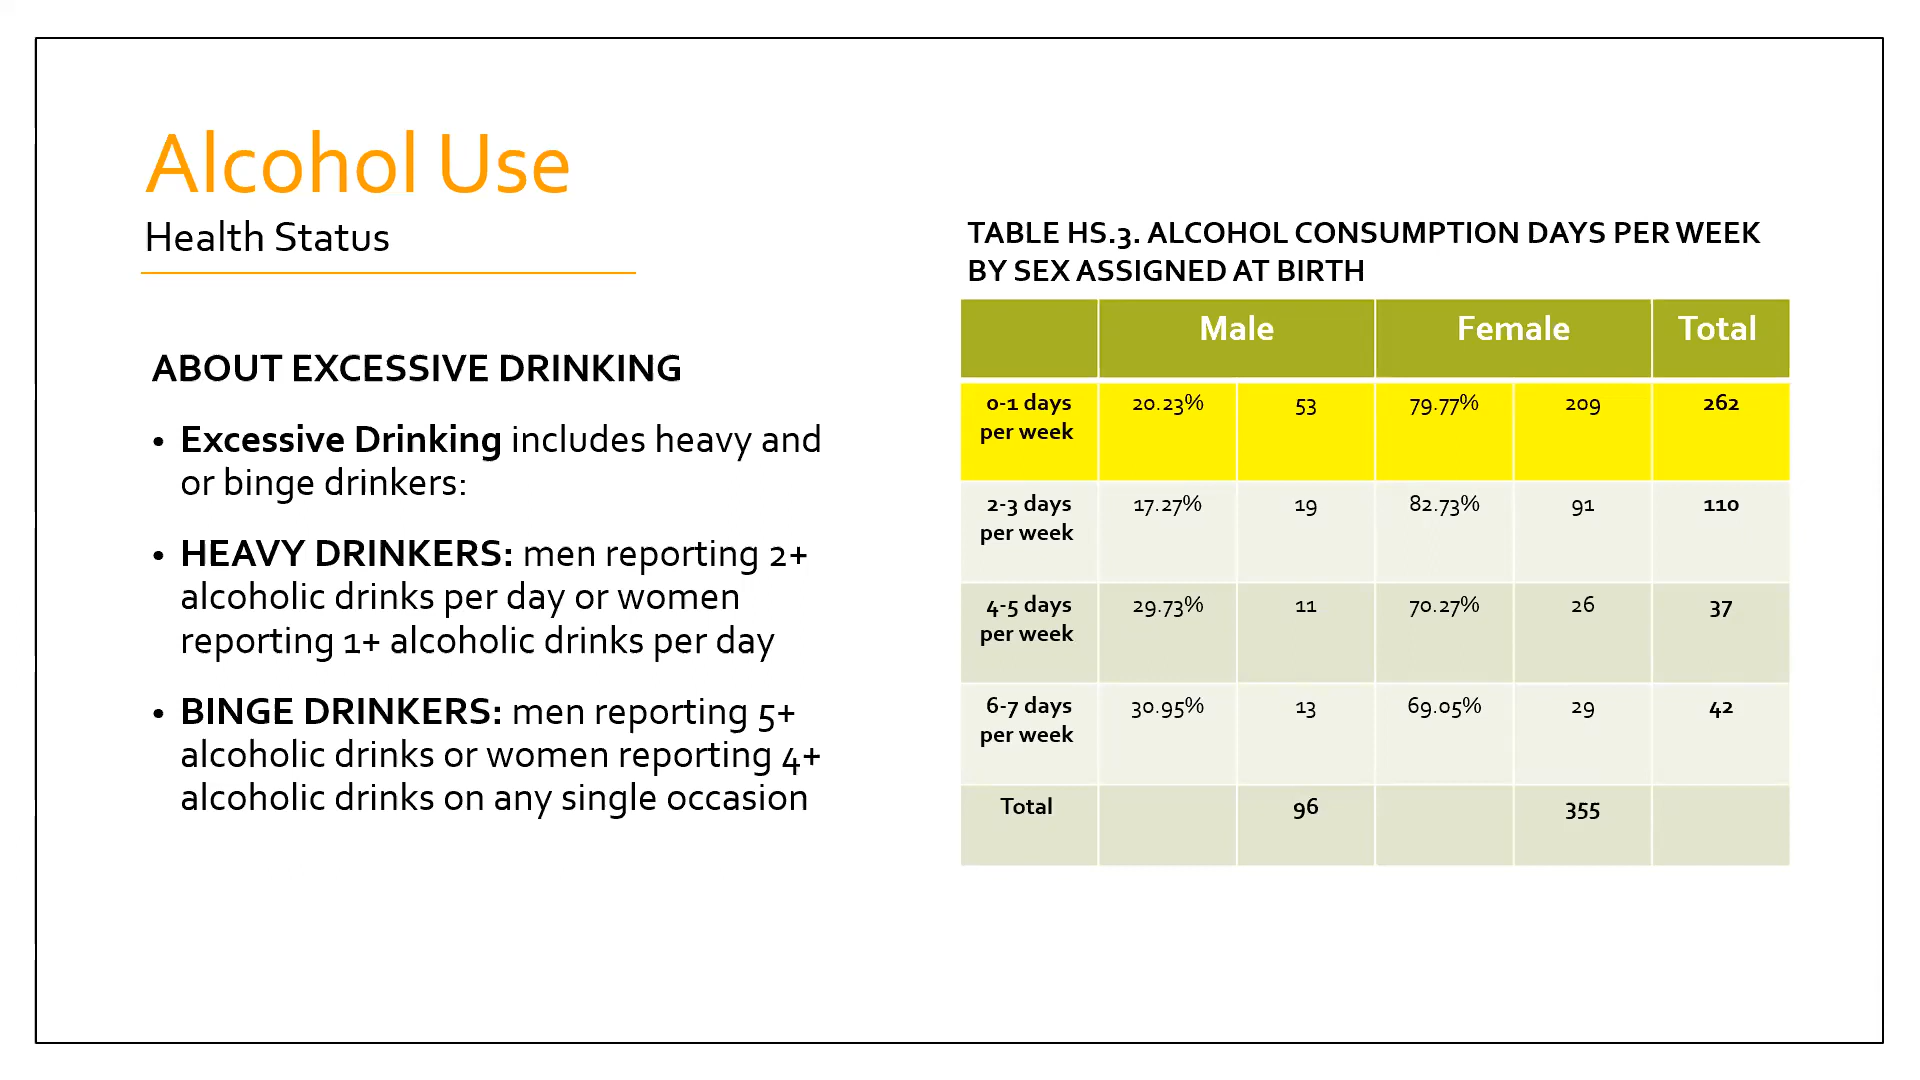 Alcohol Use
Health Status
ABOUT EXCESSIVE DRINKING
• Excessive Drinking includes heavy and
or binge drinkers:
• HEAVY DRINKERS: men reporting 2+
alcoholic drinks per day or women
reporting 1+ alcoholic drinks per day
• BINGE DRINKERS: men reporting 5+
alcoholic drinks or women reporting 4+
alcoholic drinks on any single occasion
TABLE HS.3. ALCOHOL CONSUMPTION DAYS PER WEEK
BY SEX ASSIGNED AT BIRTH
Male Female Total
0-1 days 20.23% 53 79.77% 209 262
per week
2-3 days 17.27% 19 82.73% 91 110
per week
4-5 days 29.73% 11 70.27% 26 37
per week
6-7 days 30.95% 13 69.05% 29 42
per week
Total 96 355